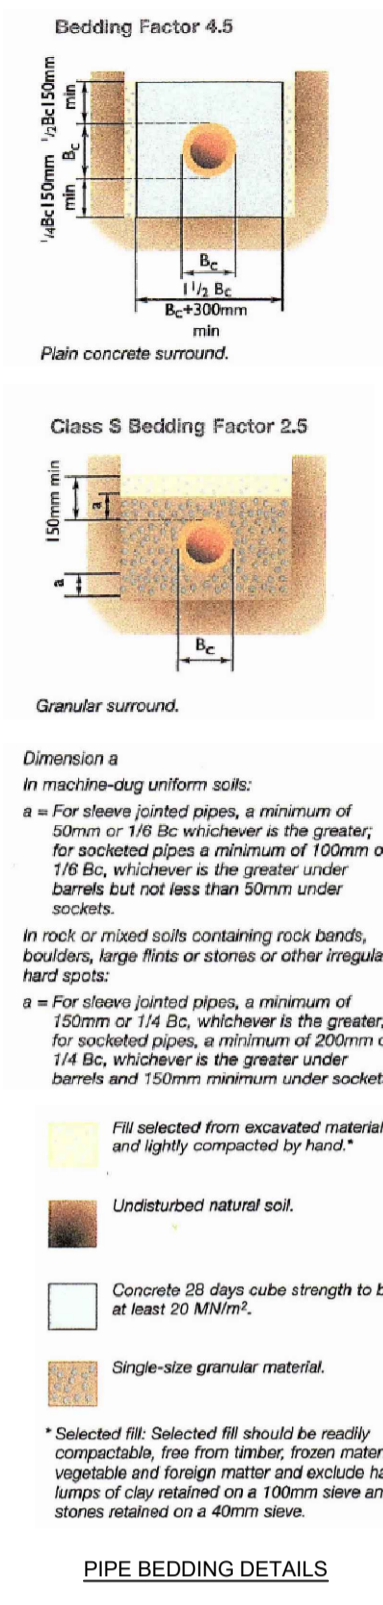 Bedding Factor 4.5
1/2Bc150mm
min
Bc
1/4Bc150mm
min
Bc
1 1/2 Bc
Bc+300mm
min
Plain concrete surround.
Class S Bedding Factor 2.5
150mm min
a
a
Bc
Granular surround.
Dimension a
In machine-dug uniform soils:
a = For sleeve jointed pipes, a minimum of
50mm or 1/6 Bc whichever is the greater;
for socketed pipes a minimum of 100mm o
1/6 Bc, whichever is the greater under
barrels but not less than 50mm under
sockets.
In rock or mixed soils containing rock bands,
boulders, large flints or stones or other irregula
hard spots:
a = For sleeve jointed pipes, a minimum of
150mm or 1/4 Bc, whichever is the greater,
for socketed pipes, a minimum of 200mm o
1/4 Bc, whichever is the greater under
barrels and 150mm minimum under socket
Fill selected from excavated material
and lightly compacted by hand.*
Undisturbed natural soil.
Concrete 28 days cube strength to b
at least 20 MN/m².
Single-size granular material.
* Selected fill: Selected fill should be readily
compactable, free from timber, frozen mater
vegetable and foreign matter and exclude ha
lumps of clay retained on a 100mm sieve an
stones retained on a 40mm sieve.
PIPE BEDDING DETAILS